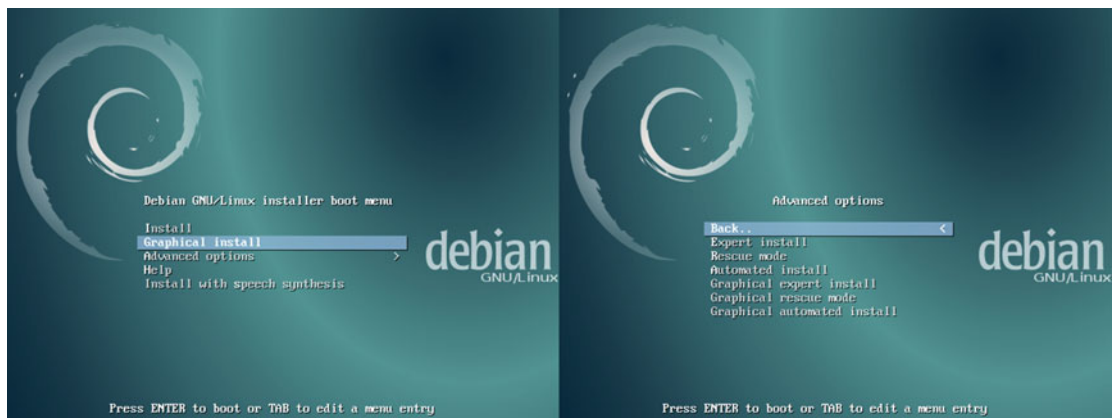 Debian GNU/Linux installer boot menu
Install
Graphical install
Advanced options >
Help
Install with speech synthesis
debian
GNU/Linux
Press ENTER to boot or TAB to edit a menu entry
Advanced options
Back.. <
Expert install
Rescue mode
Automated install
Graphical expert install
Graphical rescue mode
Graphical automated install
debian
GNU/Linux
Press ENTER to boot or TAB to edit a menu entry